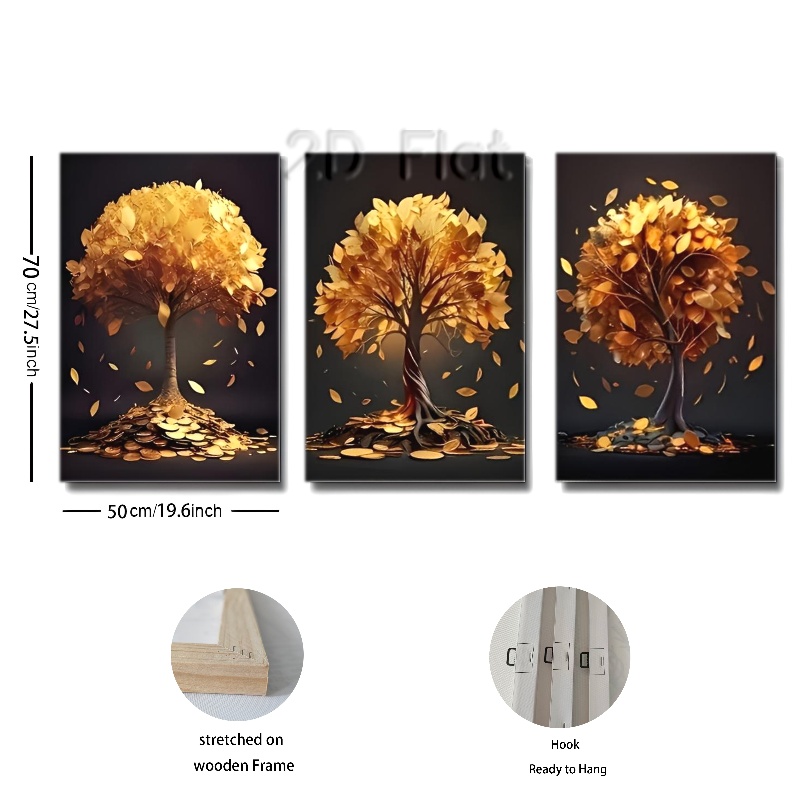 2D Flat
70 cm/27.5inch
50cm/19.6inch
stretched on
wooden Frame
Hook
Ready to Hang